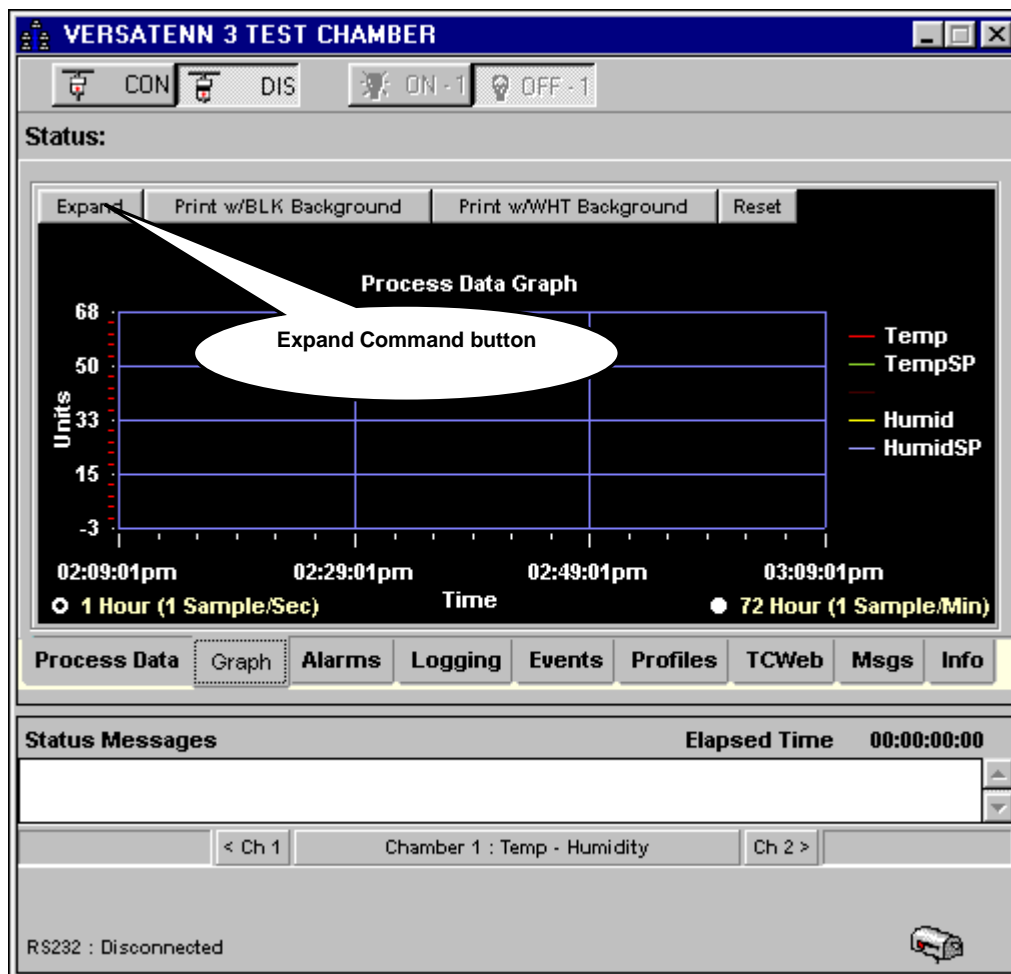 VERSATENN 3 TEST CHAMBER
CON DIS ON - 1 OFF - 1
Status:
Expand Print w/BLK Background Print w/WHT Background Reset
Process Data Graph
Expand Command button
68
50
33
15
-3
Units
Temp
TempSP
Humid
HumidSP
02:09:01pm 02:29:01pm 02:49:01pm 03:09:01pm
1 Hour (1 Sample/Sec) Time 72 Hour (1 Sample/Min)
Process Data Graph Alarms Logging Events Profiles TCWeb Msgs Info
Status Messages Elapsed Time 00:00:00:00
< Ch 1 Chamber 1 : Temp - Humidity Ch 2 >
RS232 : Disconnected